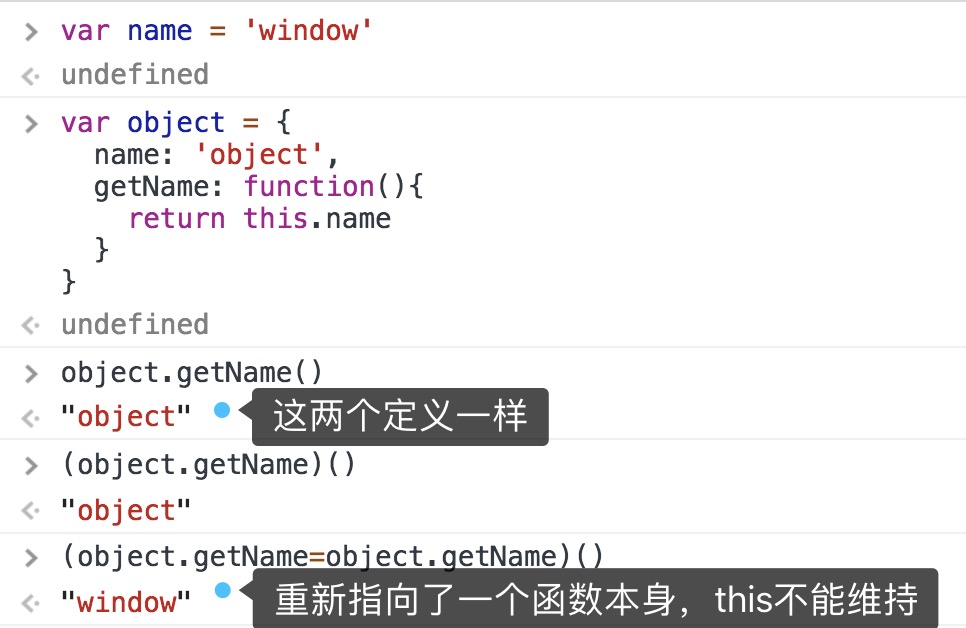 > var name = 'window'
<· undefined
> var object = {
name: 'object',
getName: function(){
return this.name
}
}
<· undefined
> object.getName()
<· "object"
这两个定义一样
> (object.getName)()
<· "object"
> (object.getName=object.getName)()
<· "window"
重新指向了一个函数本身，this不能维持